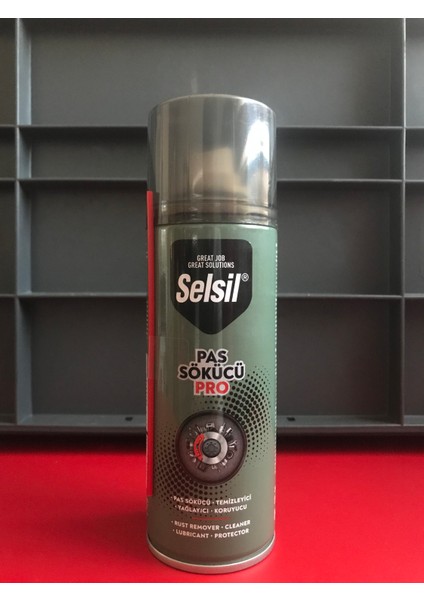 GREAT JOB
GREAT SOLUTIONS
Selsil®
PAS
SÖKÜCÜ
PRO
· PAS SÖKÜCÜ · TEMİZLEYİCİ
· YAĞLAYICI · KORUYUCU
· RUST REMOVER · CLEANER
· LUBRICANT · PROTECTOR